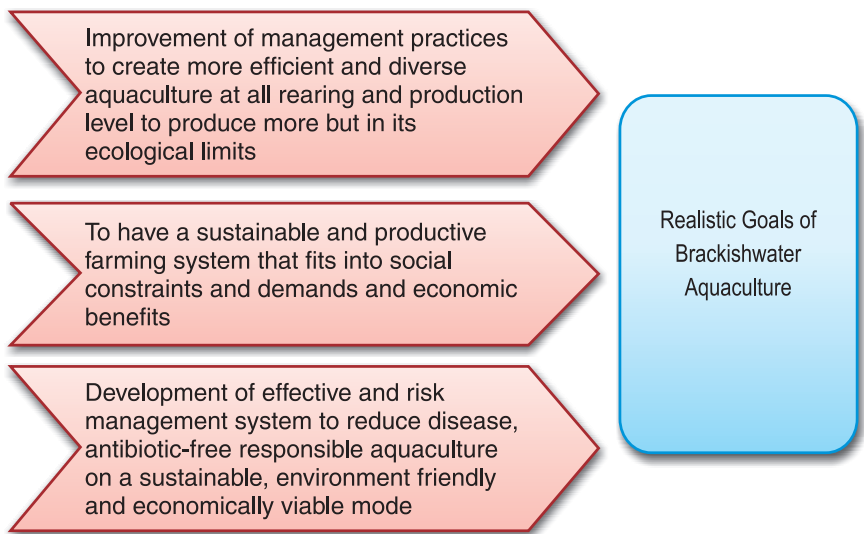 Improvement of management practices
to create more efficient and diverse
aquaculture at all rearing and production
level to produce more but in its
ecological limits
To have a sustainable and productive
farming system that fits into social
constraints and demands and economic
benefits
Development of effective and risk
management system to reduce disease,
antibiotic-free responsible aquaculture
on a sustainable, environment friendly
and economically viable mode
Realistic Goals of
Brackishwater
Aquaculture